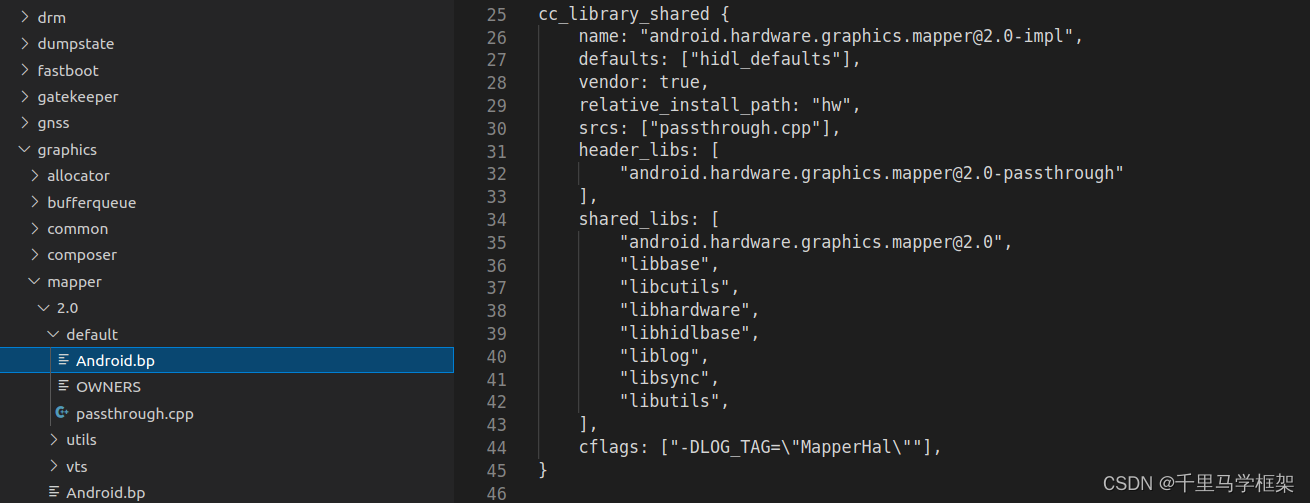 drm
dumpstate
fastboot
gatekeeper
gnss
graphics
allocator
bufferqueue
common
composer
mapper
2.0
default
Android.bp
OWNERS
passthrough.cpp
utils
vts
Android.bp
25 cc_library_shared {
26     name: "android.hardware.graphics.mapper@2.0-impl",
27     defaults: ["hidl_defaults"],
28     vendor: true,
29     relative_install_path: "hw",
30     srcs: ["passthrough.cpp"],
31     header_libs: [
32         "android.hardware.graphics.mapper@2.0-passthrough"
33     ],
34     shared_libs: [
35         "android.hardware.graphics.mapper@2.0",
36         "libbase",
37         "libcutils",
38         "libhardware",
39         "libhidlbase",
40         "liblog",
41         "libsync",
42         "libutils",
43     ],
44     cflags: ["-DLOG_TAG=\"MapperHal\""],
45 }
46
CSDN @千里马学框架